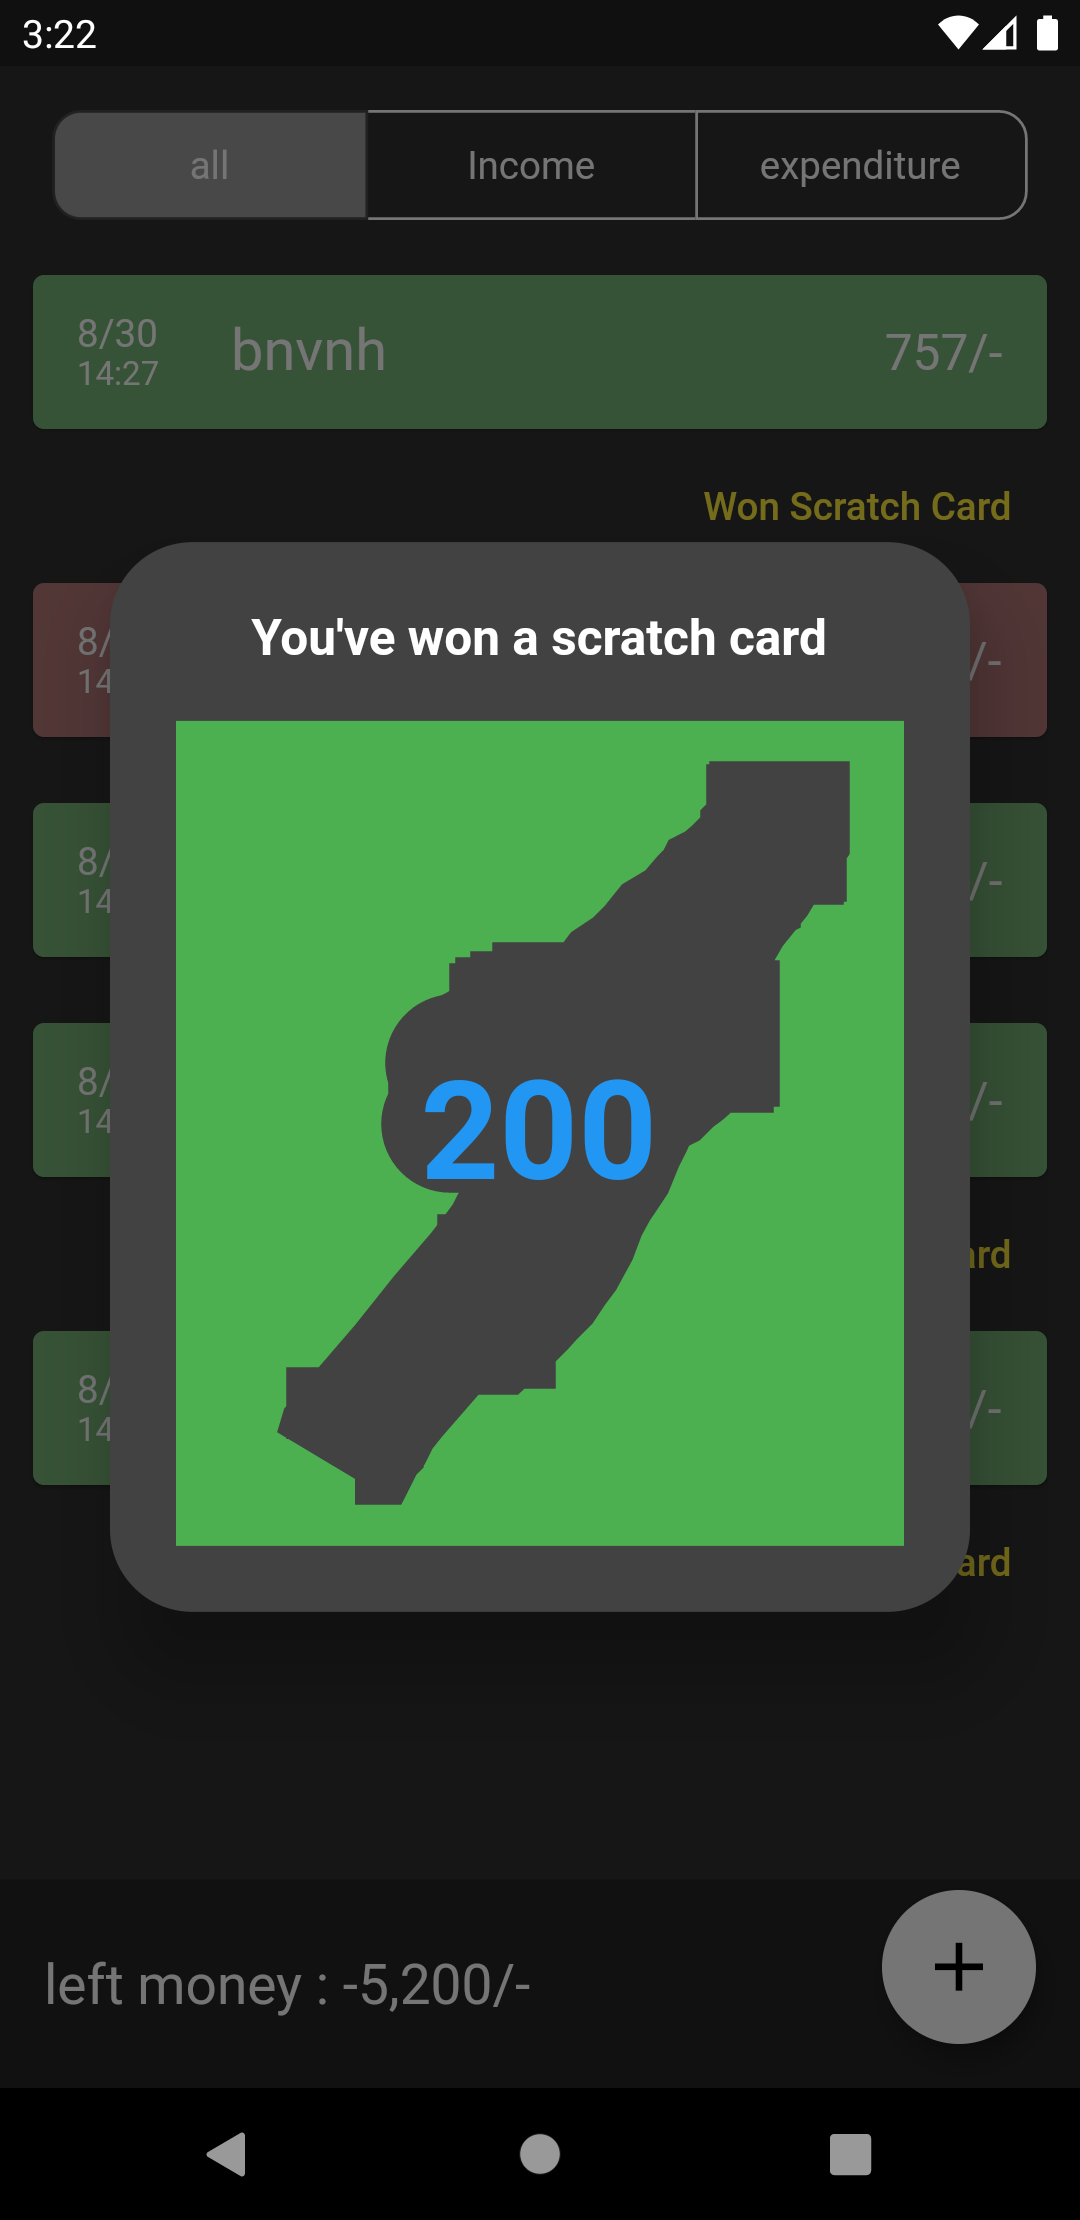 3:22
all
Income
expenditure
8/30
bnvnh
757/-
14:27
Won Scratch Card
You've won a scratch card
8/
/-
14
8/
/-
14
200
8/
/-
14
ard
8/
/-
14
ard
left money : -5,200/-
+